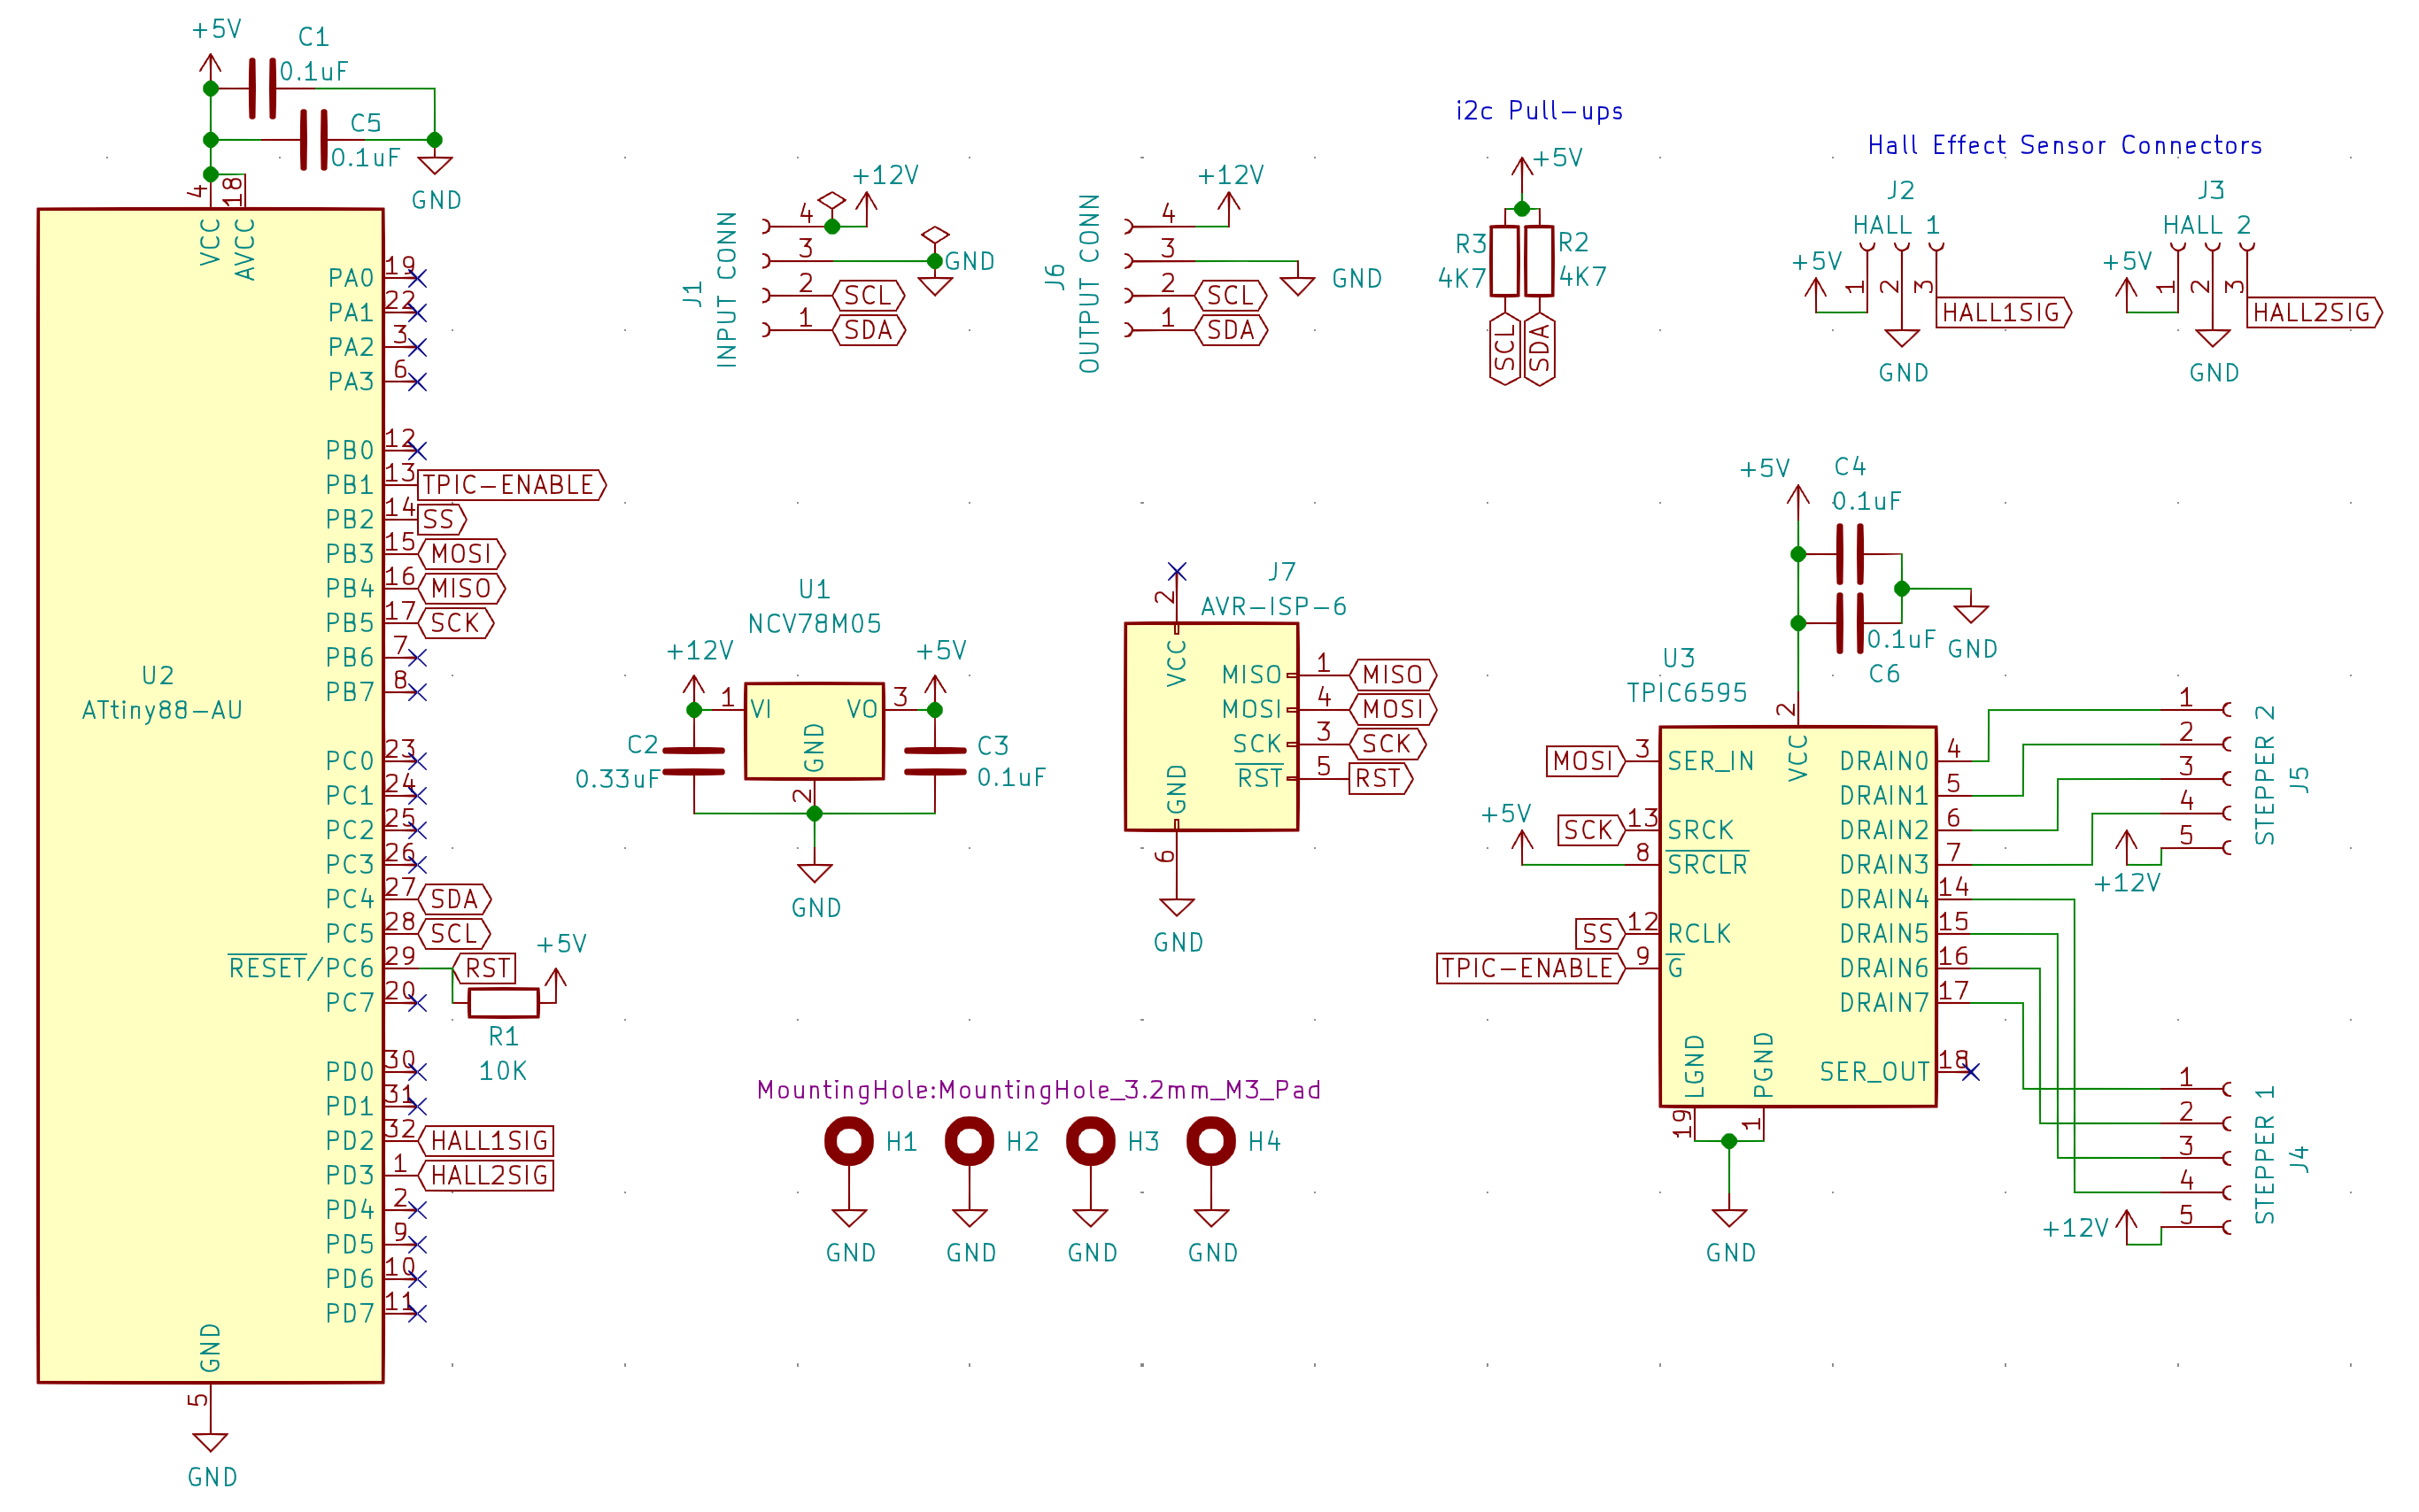 +5V
C1
0.1uF
C5
0.1uF
GND
4
18
VCC
AVCC
U2
ATtiny88-AU
PA0 19
PA1 22
PA2 3
PA3 6
PB0 12
PB1 13 TPIC-ENABLE
PB2 14 SS
PB3 15 MOSI
PB4 16 MISO
PB5 17 SCK
PB6 7
PB7 8
PC0 23
PC1 24
PC2 25
PC3 26
PC4 27 SDA
PC5 28 SCL
RESET/PC6 29 RST
+5V
PC7 20
R1
10K
PD0 30
PD1 31
PD2 32 HALL1SIG
PD3 1 HALL2SIG
PD4 2
PD5 9
PD6 10
PD7 11
GND
5
GND
J1
INPUT CONN
+12V
4
3 GND
2 SCL
1 SDA
J6
OUTPUT CONN
+12V
4
3 GND
2 SCL
1 SDA
i2c Pull-ups
+5V
R3
4K7
R2
4K7
SCL
SDA
Hall Effect Sensor Connectors
J2
HALL 1
+5V
1
2
3
HALL1SIG
GND
J3
HALL 2
+5V
1
2
3
HALL2SIG
GND
U1
NCV78M05
+12V
+5V
1 VI
VO 3
GND
2
C2
0.33uF
C3
0.1uF
GND
J7
AVR-ISP-6
2
VCC
MISO 1 MISO
MOSI 4 MOSI
SCK 3 SCK
RST 5 RST
GND
6
GND
MountingHole:MountingHole_3.2mm_M3_Pad
H1
H2
H3
H4
GND
GND
GND
GND
+5V
C4
0.1uF
0.1uF
C6
GND
U3
TPIC6595
2
VCC
MOSI 3 SER_IN
SCK 13 SRCK
+5V
8 SRCLR
SS 12 RCLK
TPIC-ENABLE 9 G
DRAIN0 4
DRAIN1 5
DRAIN2 6
DRAIN3 7
DRAIN4 14
DRAIN5 15
DRAIN6 16
DRAIN7 17
SER_OUT 18
LGND
PGND
19
1
GND
1
2
3
4
5
+12V
STEPPER 2
J5
1
2
3
4
5
+12V
STEPPER 1
J4